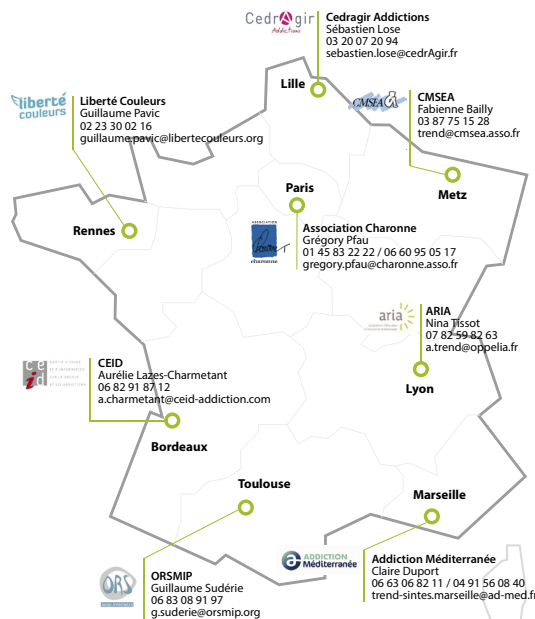 CedrAgir
Addictions
Cedragir Addictions
Sébastien Lose
03 20 07 20 94
sebastien.lose@cedrAgir.fr
Lille
liberté
couleurs
Liberté Couleurs
Guillaume Pavic
02 23 30 02 16
guillaume.pavic@libertecouleurs.org
CMSEA
CMSEA
Fabienne Bailly
03 87 75 15 28
trend@cmsea.asso.fr
Metz
Paris
Rennes
ASSOCIATION
charonne
Association Charonne
Grégory Pfau
01 45 83 22 22 / 06 60 95 05 17
gregory.pfau@charonne.asso.fr
aria
ARIA
Nina Tissot
07 82 59 82 63
a.trend@oppelia.fr
Lyon
ceid
CEID
Aurélie Lazes-Charmetant
06 82 91 87 12
a.charmetant@ceid-addiction.com
Bordeaux
Toulouse
Marseille
ORS
ORSMIP
Guillaume Sudérie
06 83 08 91 97
g.suderie@orsmip.org
ADDICTION
Méditerranée
Addiction Méditerranée
Claire Duport
06 63 06 82 11 / 04 91 56 08 40
trend-sintes.marseille@ad-med.fr